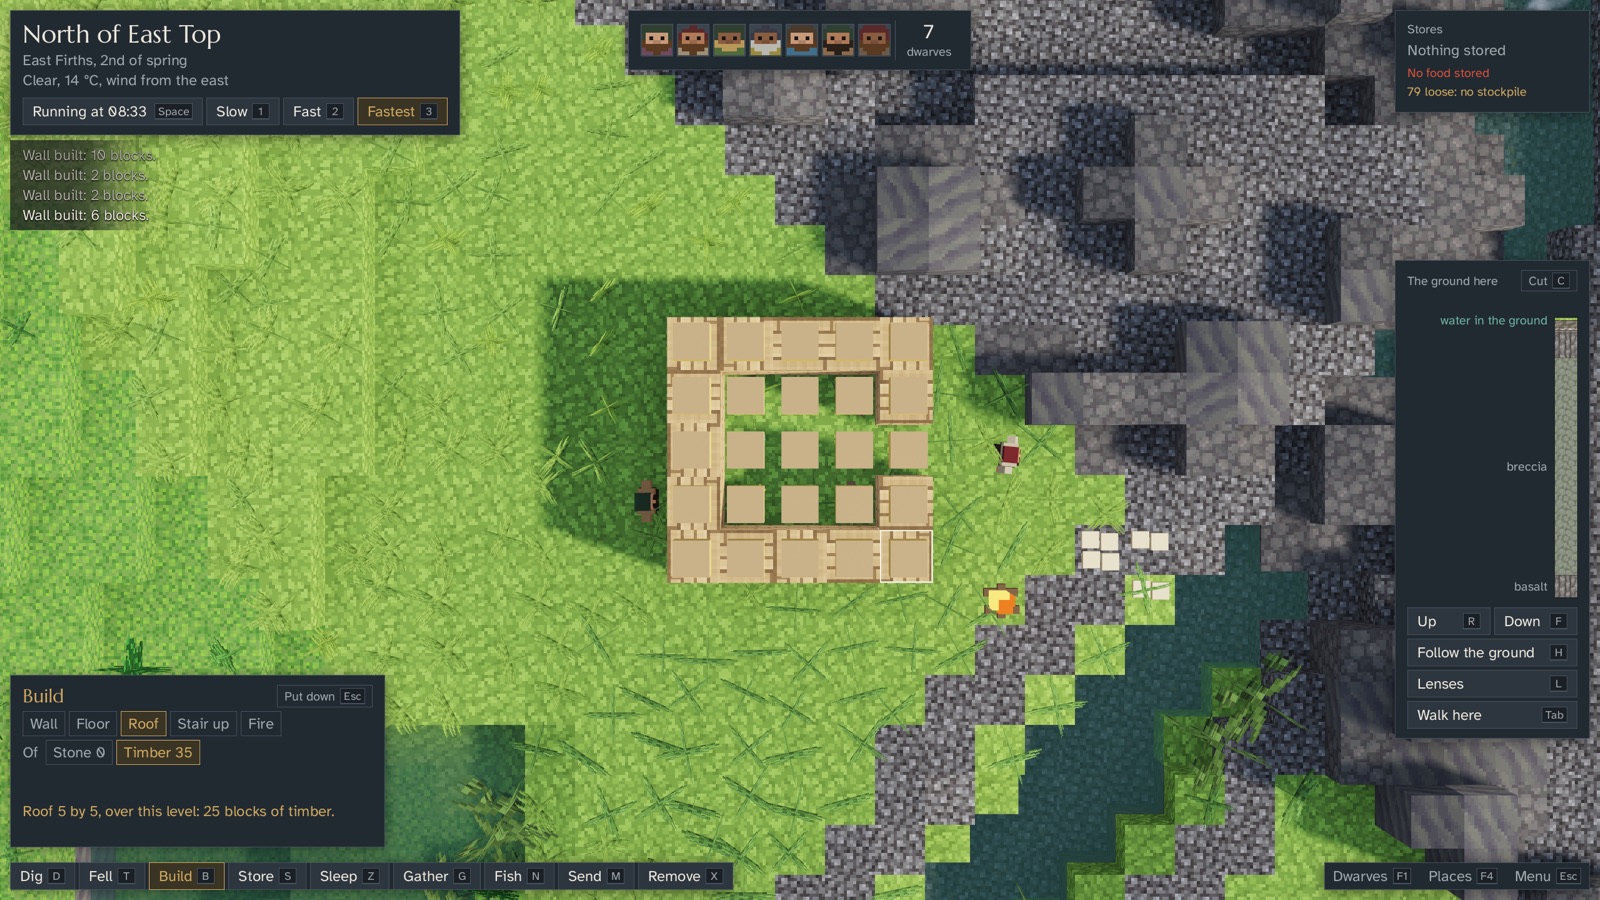 North of East Top
East Firths, 2nd of spring
Clear, 14 °C, wind from the east
Running at 08:33 Space Slow 1 Fast 2 Fastest 3
Wall built: 10 blocks.
Wall built: 2 blocks.
Wall built: 2 blocks.
Wall built: 6 blocks.
7
dwarves
Stores
Nothing stored
No food stored
79 loose: no stockpile
The ground here Cut C
water in the ground
breccia
basalt
Up R Down F
Follow the ground H
Lenses L
Walk here Tab
Build Put down Esc
Wall Floor Roof Stair up Fire
Of Stone 0 Timber 35
Roof 5 by 5, over this level: 25 blocks of timber.
Dig D Fell T Build B Store S Sleep Z Gather G Fish N Send M Remove X
Dwarves F1 Places F4 Menu Esc